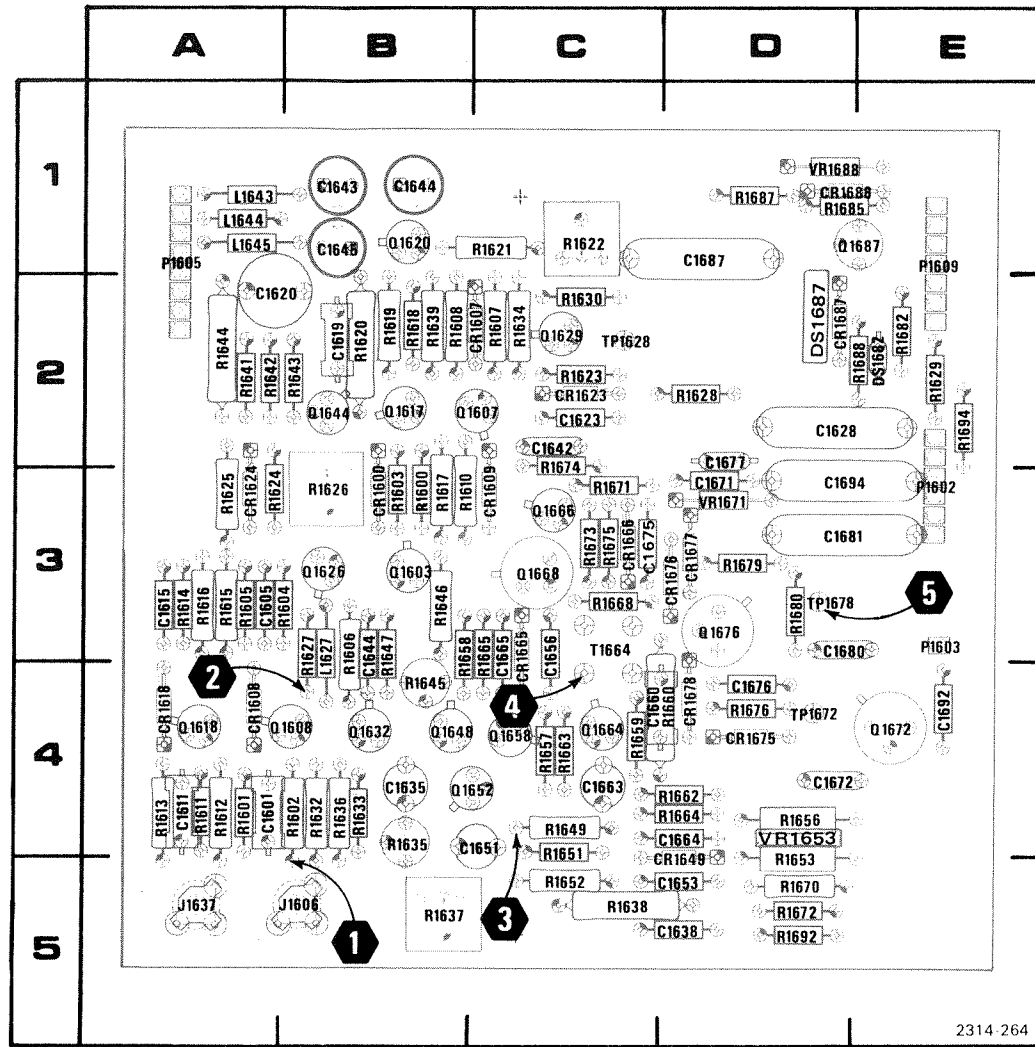 A B C D E
1
VR1688
L1643 C1643 C1644 R1687 CR1686
L1644 R1685
L1645 C1645 Q1620 R1621 R1622 Q1687
P1605 C1687 P1609
C1620 R1630
R1644 C1619 R1620 R1619 R1618 R1639 R1608 CR1607 R1607 R1634 Q1629 TP1628 DS1687 CR1687 R1688 DS1682 R1682
2
R1641 R1642 R1643 R1623 R1629
Q1644 Q1617 Q1607 CR1623 R1628
C1623 C1628 R1694
C1642 C1677
R1674
R1625 CR1624 R1624 R1626 CR1600 R1603 R1600 R1617 R1610 CR1609 R1671 C1671 C1694 P1602
VR1671
Q1666
3
R1673 R1675 CR1666 C1675 C1681
Q1626 Q1603 Q1668 CR1676 CR1677 R1679
C1615 R1614 R1616 R1615 R1605 C1605 R1604 R1646 R1668 R1680 TP1678 5
R1627 L1627 R1606 C1644 R1647 R1658 R1665 C1665 CR1665 C1656 T1664 Q1676 C1680 P1603
2 R1645 4 C1660 R1660 CR1678 C1676
CR1618 Q1618 CR1608 Q1608 Q1632 Q1648 Q1658 Q1664 R1659 R1676 TP1672 Q1672 C1692
4
R1657 R1663 CR1675
R1613 C1611 R1611 R1612 R1601 C1601 R1602 R1632 R1636 R1633 C1635 Q1652 C1663 R1662 C1672
R1664 R1656
R1635 C1651 R1649 C1664 VR1653
R1651 CR1649 R1653
J1637 J1606 R1637 R1652 C1653 R1670
3 R1638 R1672
1 C1638 R1692
5
2314-264